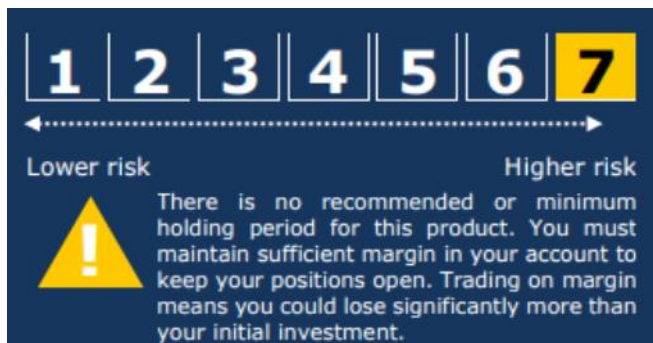 1 2 3 4 5 6 7
Lower risk Higher risk
!
There is no recommended or minimum
holding period for this product. You must
maintain sufficient margin in your account to
keep your positions open. Trading on margin
means you could lose significantly more than
your initial investment.